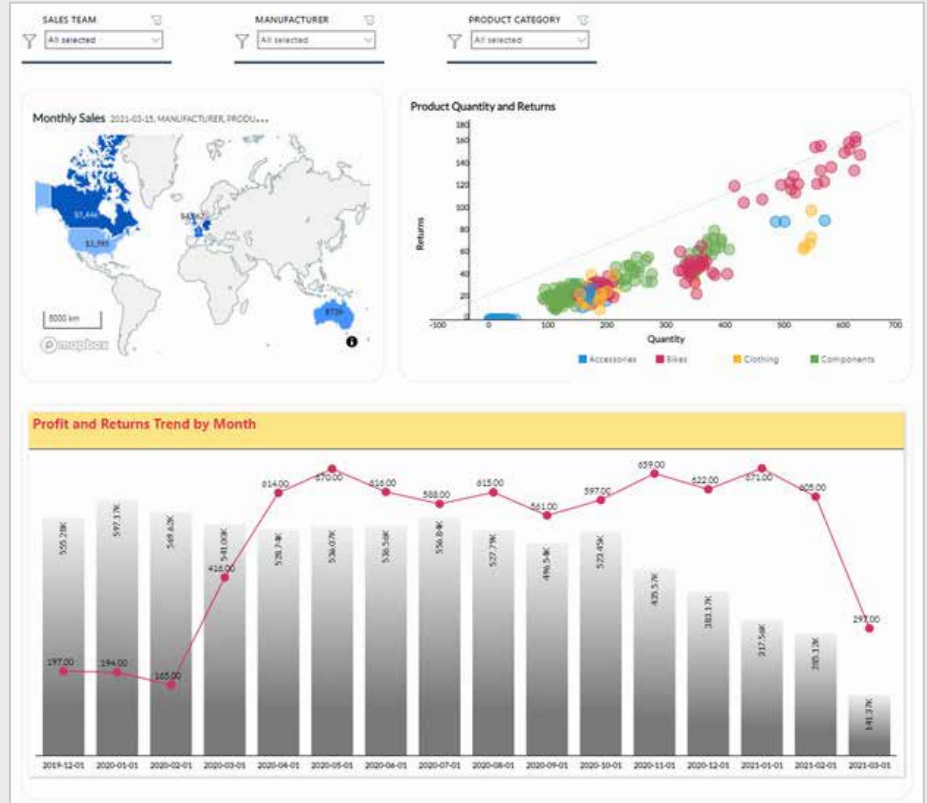 SALES TEAM
All selected
MANUFACTURER
All selected
PRODUCT CATEGORY
All selected
Monthly Sales 2021-03-15, MANUFACTURER, PRODU...
$5,446
$3,395
5000 km
mapbox
Product Quantity and Returns
Returns
180
160
140
120
100
80
60
40
20
0
-100 0 100 200 300 400 500 600 700
Quantity
Accessories Bikes Clothing Components
Profit and Returns Trend by Month
197.00 194.00 165.00 416.00 614.00 670.00 616.00 588.00 615.00 561.00 597.00 659.00 622.00 671.00 605.00 297.00
555.28K 597.17K 569.62K 541.00K 528.74K 536.07K 536.56K 556.84K 527.79K 496.54K 523.45K 435.57K 383.17K 317.56K 285.12K 141.37K
2019-12-01 2020-01-01 2020-02-01 2020-03-01 2020-04-01 2020-05-01 2020-06-01 2020-07-01 2020-08-01 2020-09-01 2020-10-01 2020-11-01 2020-12-01 2021-01-01 2021-02-01 2021-03-01